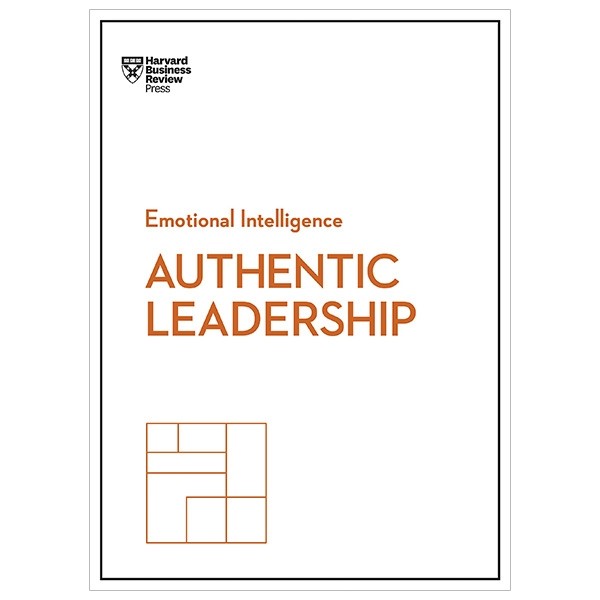 Harvard
Business
Review
Press
Emotional Intelligence
AUTHENTIC
LEADERSHIP